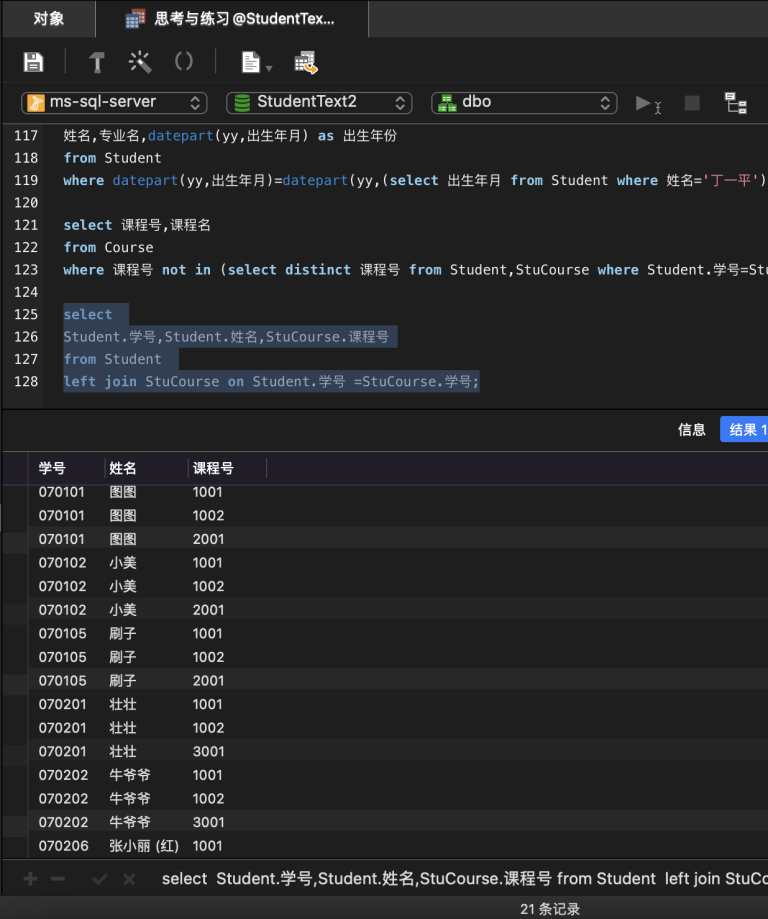 对象
思考与练习@StudentTex...
ms-sql-server
StudentText2
dbo
117 姓名,专业名,datepart(yy,出生年月) as 出生年份
118 from Student
119 where datepart(yy,出生年月)=datepart(yy,(select 出生年月 from Student where 姓名='丁一平')
120
121 select 课程号,课程名
122 from Course
123 where 课程号 not in (select distinct 课程号 from Student,StuCourse where Student.学号=Stu
124
125 select
126 Student.学号,Student.姓名,StuCourse.课程号
127 from Student
128 left join StuCourse on Student.学号 =StuCourse.学号;
信息 结果 1
学号 姓名 课程号
070101 图图 1001
070101 图图 1002
070101 图图 2001
070102 小美 1001
070102 小美 1002
070102 小美 2001
070105 刷子 1001
070105 刷子 1002
070105 刷子 2001
070201 壮壮 1001
070201 壮壮 1002
070201 壮壮 3001
070202 牛爷爷 1001
070202 牛爷爷 1002
070202 牛爷爷 3001
070206 张小丽 (红) 1001
select Student.学号,Student.姓名,StuCourse.课程号 from Student left join StuCo
21 条记录